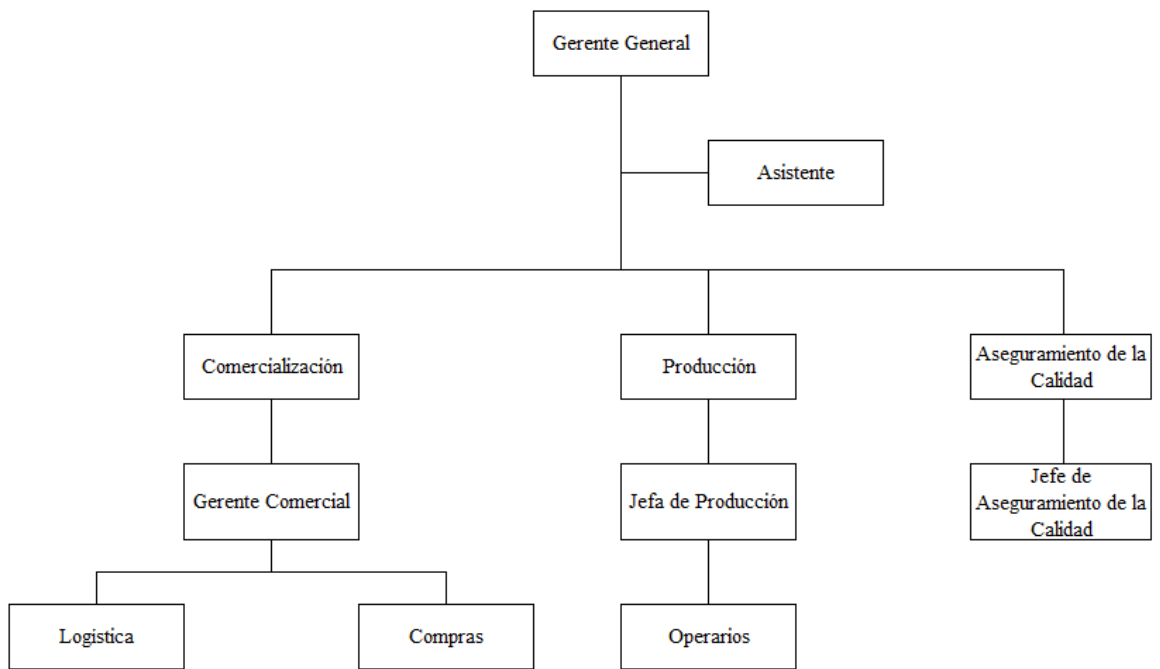 Gerente General
Asistente
Comercialización
Producción
Aseguramiento de la
Calidad
Gerente Comercial
Jefa de Producción
Jefe de
Aseguramiento de la
Calidad
Logística
Compras
Operarios